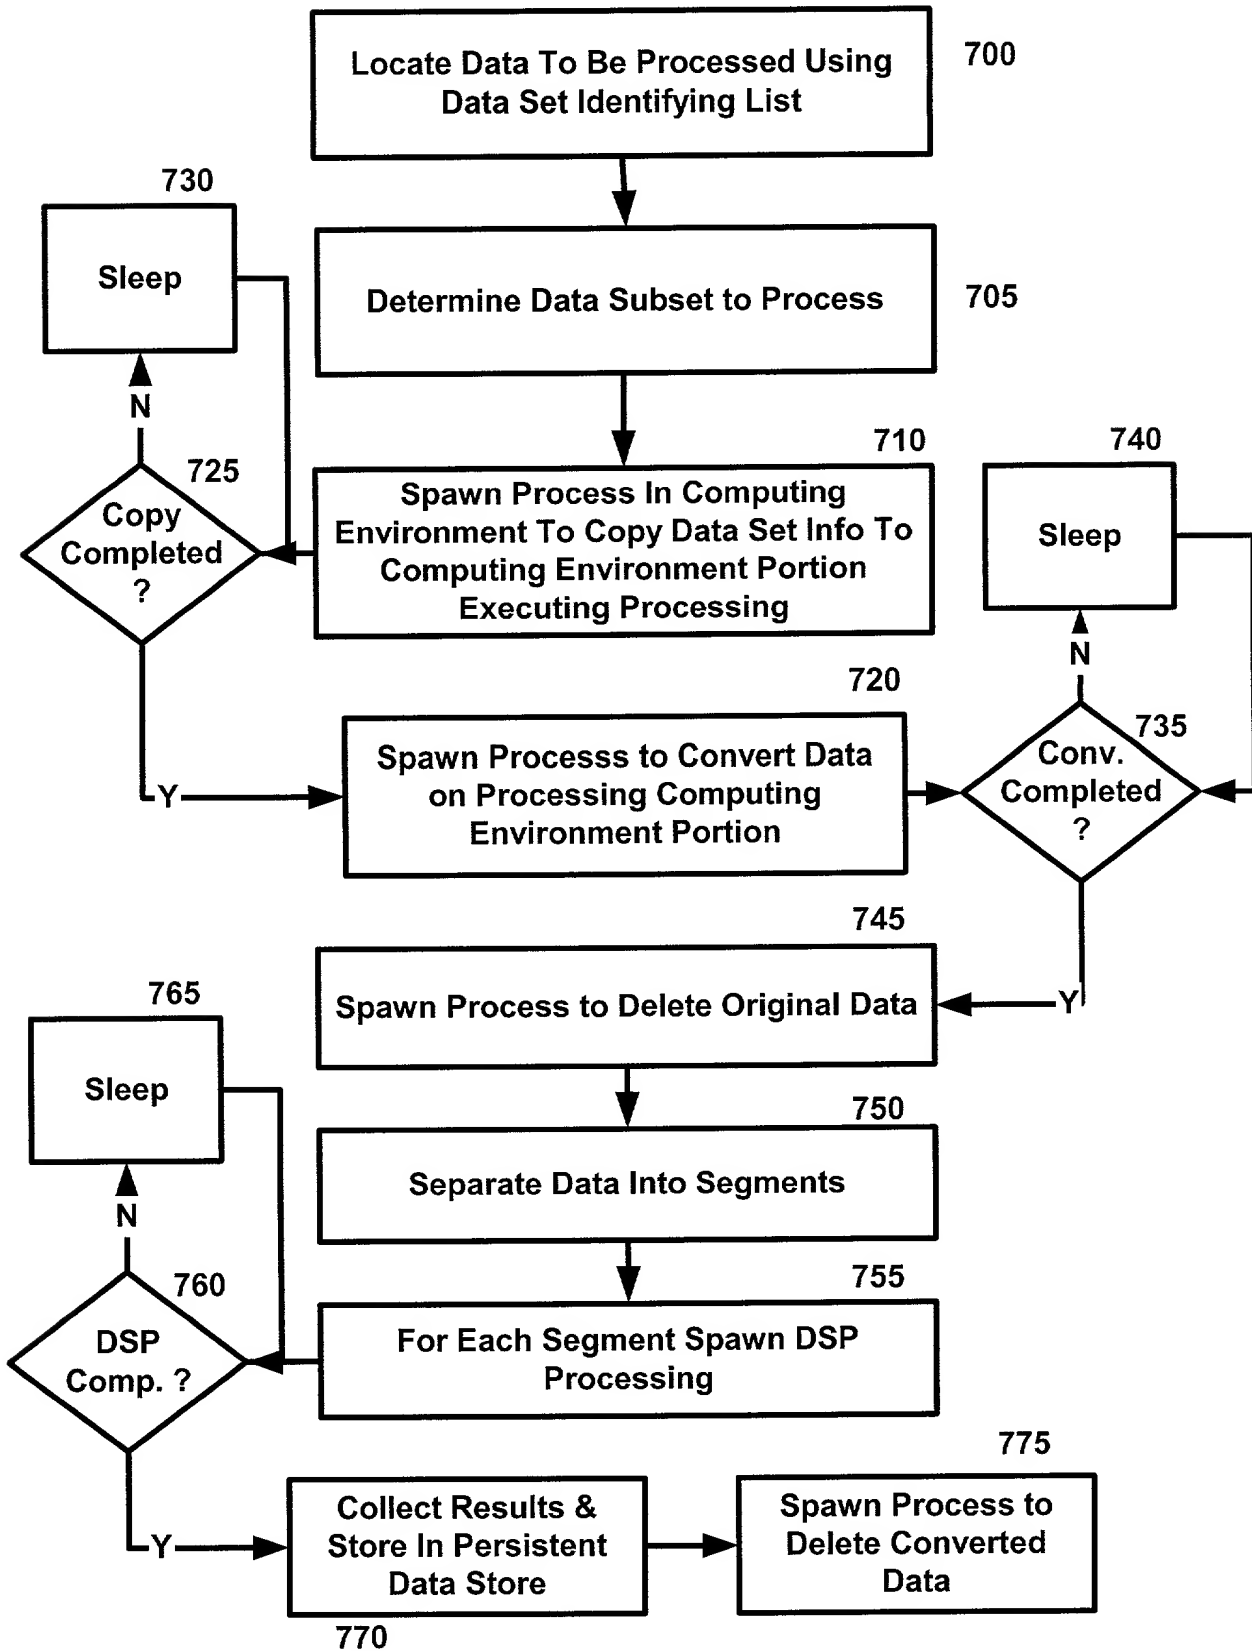 Locate Data To Be Processed Using
Data Set Identifying List
700
730
Sleep
Determine Data Subset to Process
705
N
710
725
Copy
Completed
?
Spawn Process In Computing
Environment To Copy Data Set Info To
Computing Environment Portion
Executing Processing
740
Sleep
N
720
735
Conv.
Completed
?
Y
Spawn Processs to Convert Data
on Processing Computing
Environment Portion
745
Spawn Process to Delete Original Data
Y
765
Sleep
750
Separate Data Into Segments
N
755
760
DSP
Comp. ?
For Each Segment Spawn DSP
Processing
775
Y
Collect Results &
Store In Persistent
Data Store
770
Spawn Process to
Delete Converted
Data